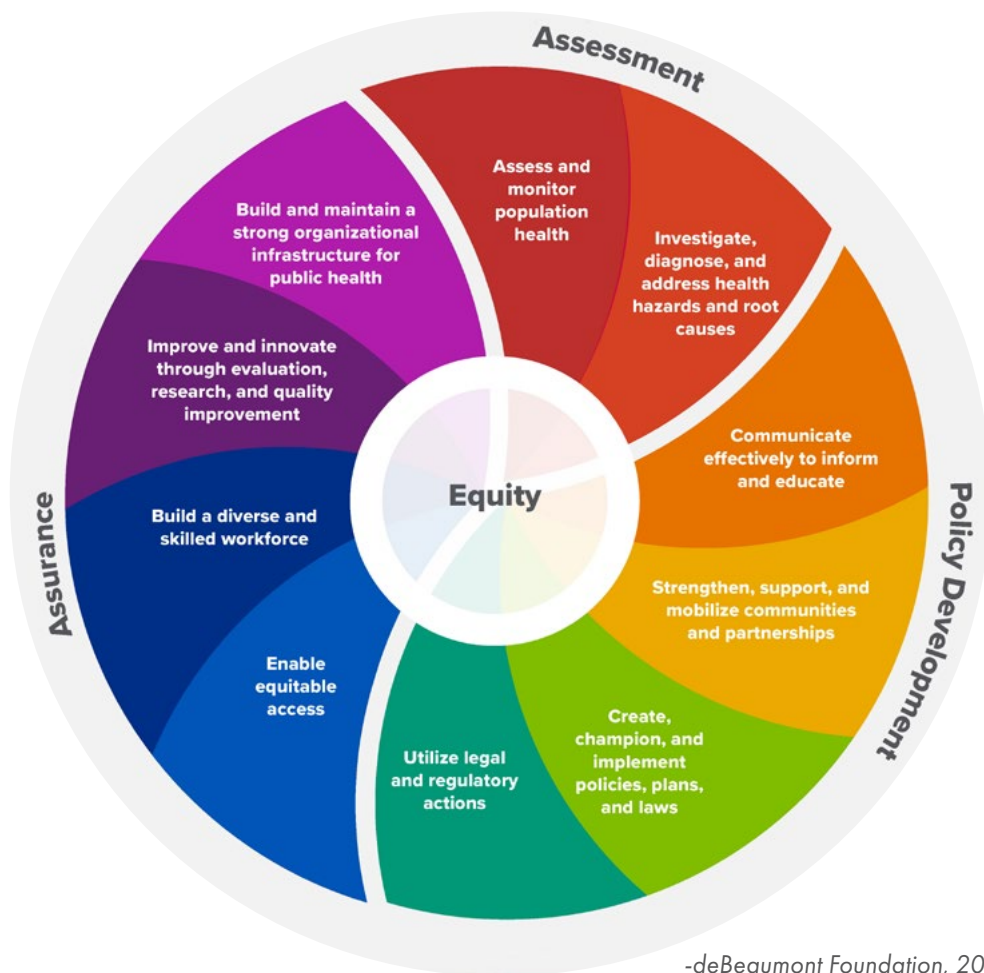 Assessment
Assess and
monitor
population
health
Investigate,
diagnose, and
address health
hazards and root
causes
Policy Development
Communicate
effectively to inform
and educate
Strengthen, support, and
mobilize communities
and partnerships
Create,
champion, and
implement
policies, plans,
and laws
Utilize legal
and regulatory
actions
Assurance
Enable
equitable
access
Build a diverse and
skilled workforce
Improve and innovate
through evaluation,
research, and quality
improvement
Build and maintain a
strong organizational
infrastructure for
public health
Equity
-deBeaumont Foundation, 20